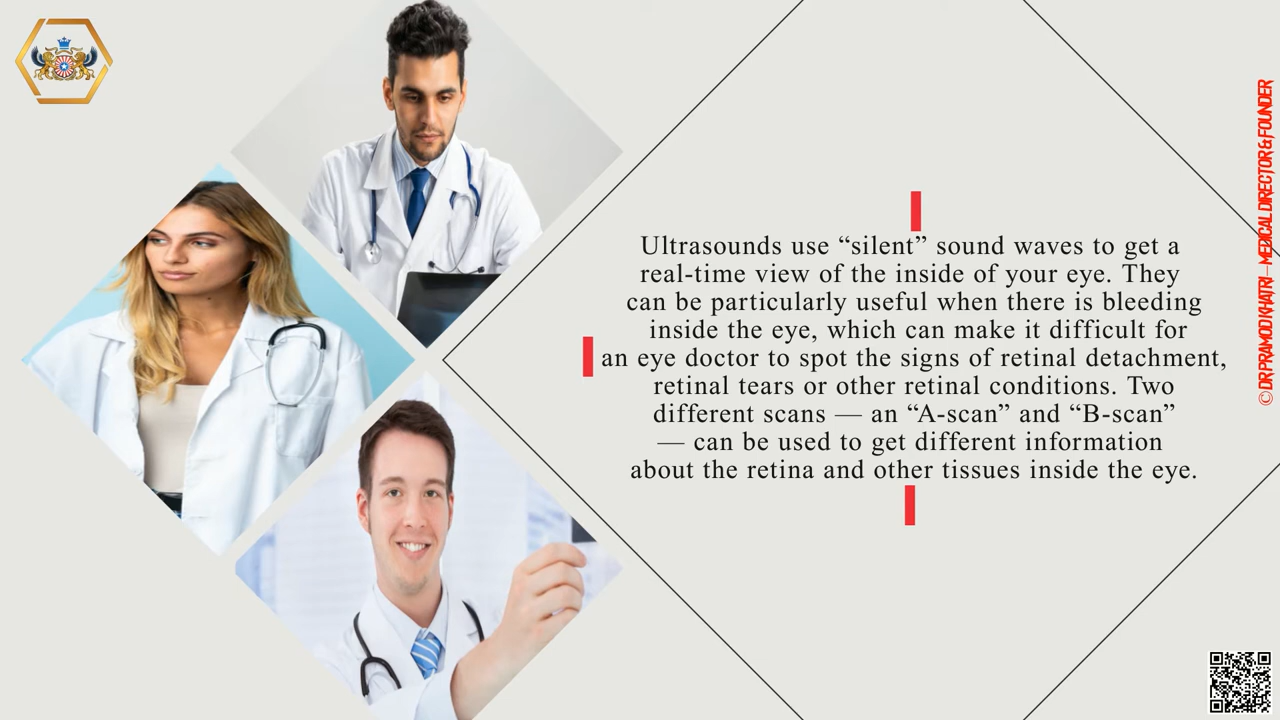 Ultrasounds use “silent” sound waves to get a
real-time view of the inside of your eye. They
can be particularly useful when there is bleeding
inside the eye, which can make it difficult for
an eye doctor to spot the signs of retinal detachment,
retinal tears or other retinal conditions. Two
different scans — an “A-scan” and “B-scan”
— can be used to get different information
about the retina and other tissues inside the eye.
©DR PRAMOD KHATRI – MEDICAL DIRECTOR & FOUNDER